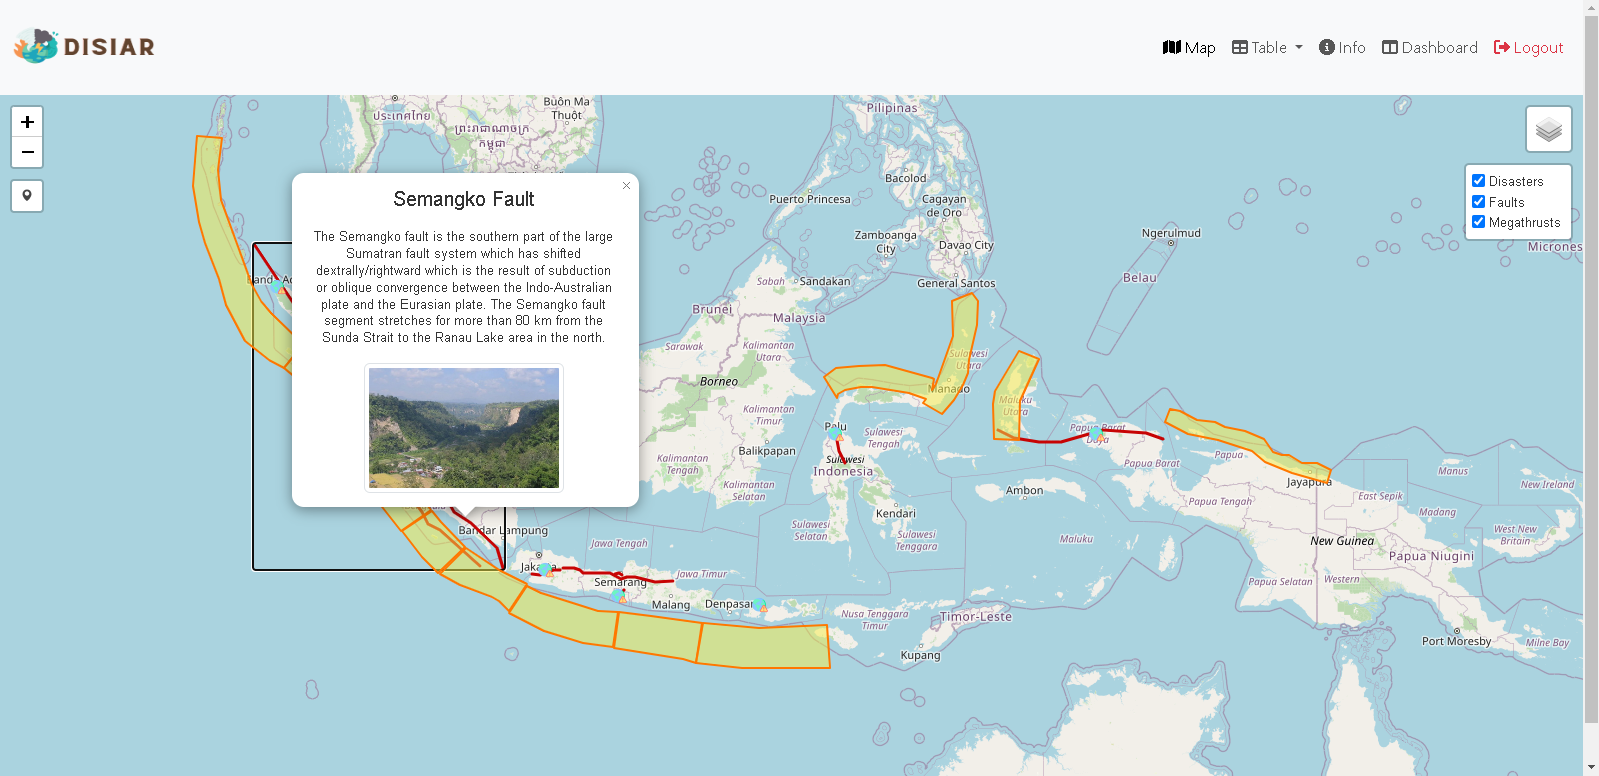 DISIAR
Map
Table
Info
Dashboard
Logout
+
−
Disasters
Faults
Megathrusts
Semangko Fault
×
The Semangko fault is the southern part of the large
Sumatran fault system which has shifted
dextrally/rightward which is the result of subduction
or oblique convergence between the Indo-Australian
plate and the Eurasian plate. The Semangko fault
segment stretches for more than 80 km from the
Sunda Strait to the Ranau Lake area in the north.
Buôn Ma
Thuột
ประเทศไทย
ព្រះរាជាណាចក្រ
កម្ពុជា
Pilipinas
Bacolod
Puerto Princesa
Cagayan
de Oro
Zamboanga
City
Davao City
General Santos
Ngerulmud
Belau
Micrones
Sabah
Sandakan
Brunei
Malaysia
Sarawak
Kalimantan
Utara
Borneo
Kalimantan
Timur
Balikpapan
Kalimantan
Tengah
Kalimantan
Selatan
Sulawesi
Utara
Manado
Maluku
Utara
Palu
Sulawesi
Tengah
Sulawesi
Indonesia
Kendari
Sulawesi
Selatan
Sulawesi
Tenggara
Ambon
Maluku
Papua Barat
Daya
Papua Barat
Papua
Jayapura
Papua Tengah
East Sepik
Manus
New Ireland
Madang
West New
Britain
New Guinea
Papua Niugini
Papua Selatan
Western
Port Moresby
Milne Bay
Bandar Lampung
Jawa Tengah
Semarang
Jawa Timur
Malang
Denpasar
Nusa Tenggara
Timur
Timor-Leste
Kupang